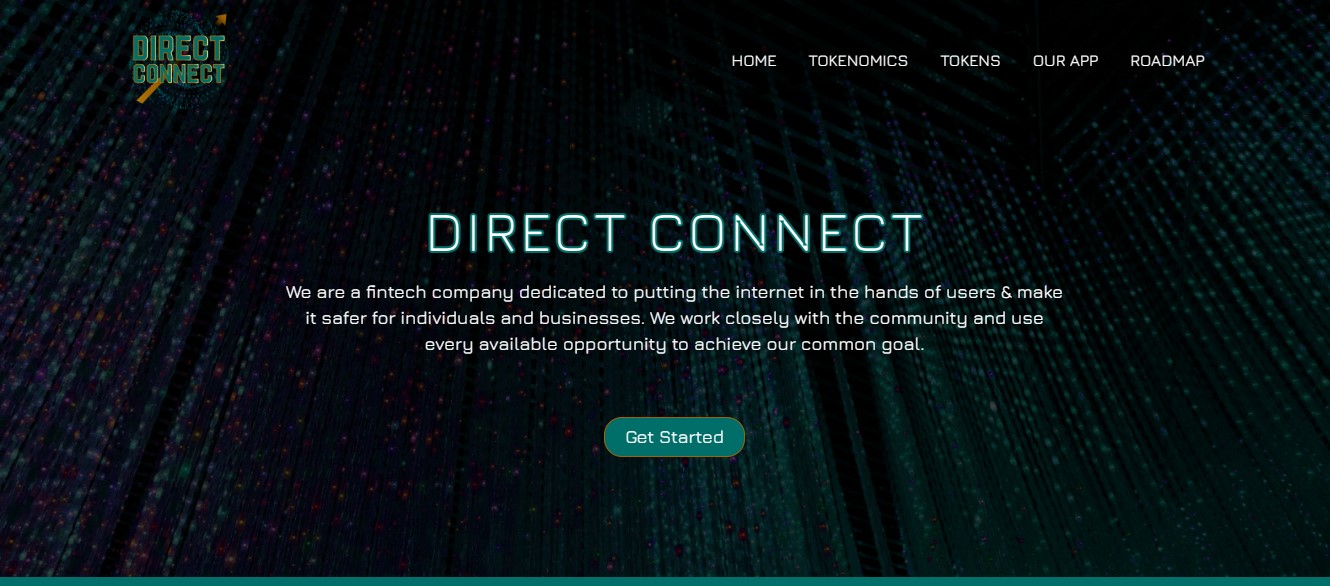 DIRECT
CONNECT
HOME TOKENOMICS TOKENS OUR APP ROADMAP
DIRECT CONNECT
We are a fintech company dedicated to putting the internet in the hands of users & make
it safer for individuals and businesses. We work closely with the community and use
every available opportunity to achieve our common goal.
Get Started